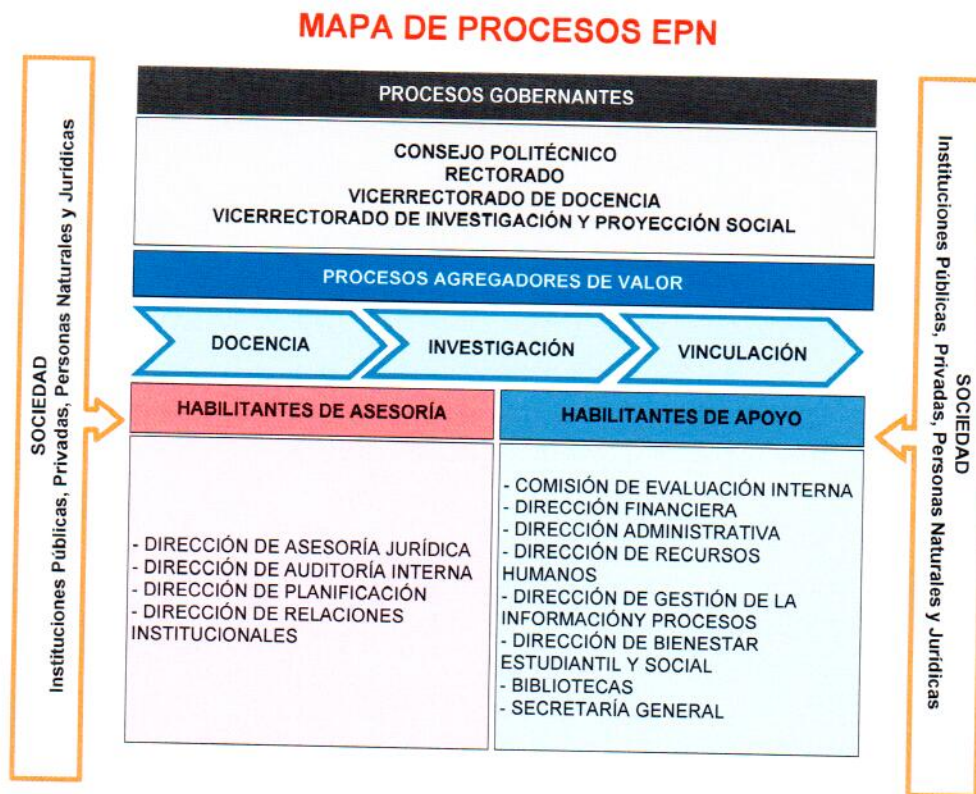 MAPA DE PROCESOS EPN
SOCIEDAD
Instituciones Públicas, Privadas, Personas Naturales y Jurídicas
PROCESOS GOBERNANTES
CONSEJO POLITÉCNICO
RECTORADO
VICERRECTORADO DE DOCENCIA
VICERRECTORADO DE INVESTIGACIÓN Y PROYECCIÓN SOCIAL
PROCESOS AGREGADORES DE VALOR
DOCENCIA
INVESTIGACIÓN
VINCULACIÓN
HABILITANTES DE ASESORÍA
- DIRECCIÓN DE ASESORÍA JURÍDICA
- DIRECCIÓN DE AUDITORÍA INTERNA
- DIRECCIÓN DE PLANIFICACIÓN
- DIRECCIÓN DE RELACIONES
INSTITUCIONALES
HABILITANTES DE APOYO
- COMISIÓN DE EVALUACIÓN INTERNA
- DIRECCIÓN FINANCIERA
- DIRECCIÓN ADMINISTRATIVA
- DIRECCIÓN DE RECURSOS
HUMANOS
- DIRECCIÓN DE GESTIÓN DE LA
INFORMACIÓNY PROCESOS
- DIRECCIÓN DE BIENESTAR
ESTUDIANTIL Y SOCIAL
- BIBLIOTECAS
- SECRETARÍA GENERAL
SOCIEDAD
Instituciones Públicas, Privadas, Personas Naturales y Jurídicas